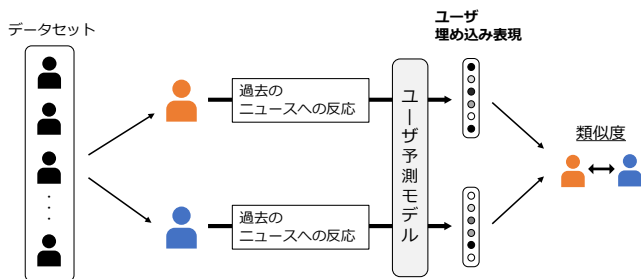 データセット
過去の
ニュースへの反応
過去の
ニュースへの反応
ユーザ予測モデル
ユーザ
埋め込み表現
類似度